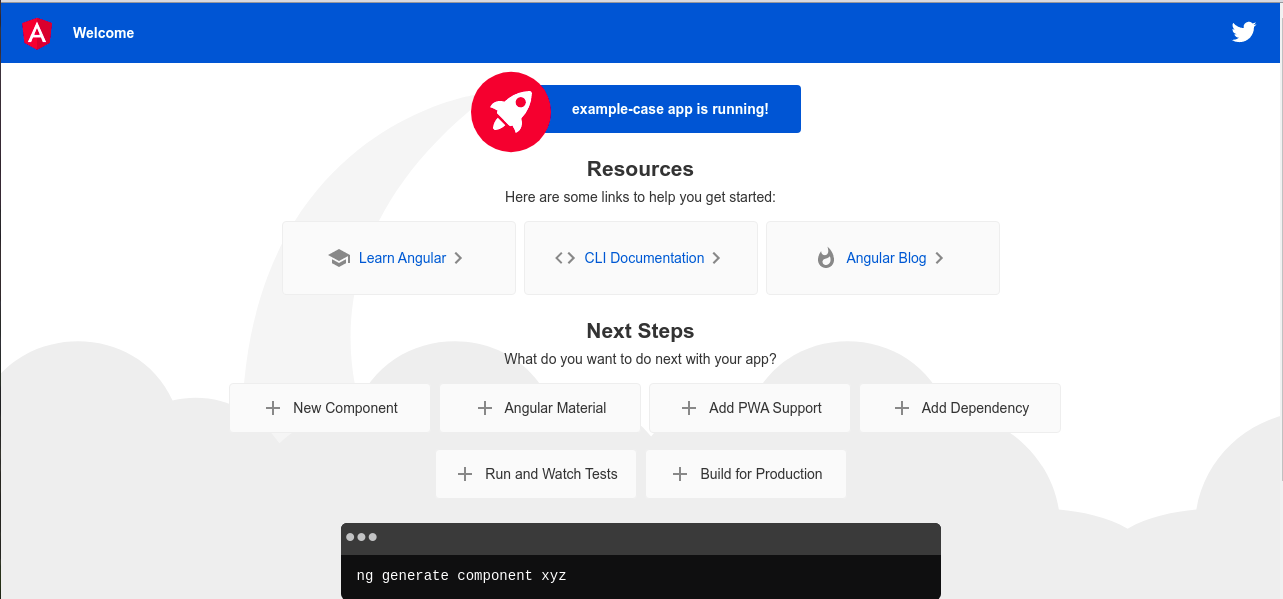 Welcome
example-case app is running!
Resources
Here are some links to help you get started:
Learn Angular
CLI Documentation
Angular Blog
Next Steps
What do you want to do next with your app?
New Component
Angular Material
Add PWA Support
Add Dependency
Run and Watch Tests
Build for Production
ng generate component xyz